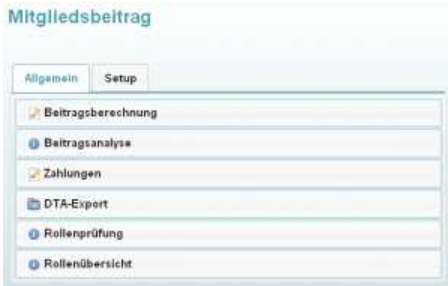 Mitgliedsbeitrag
Allgemein Setup
Beitragsberechnung
Beitragsanalyse
Zahlungen
DTA-Export
Rollenprüfung
Rollenübersicht